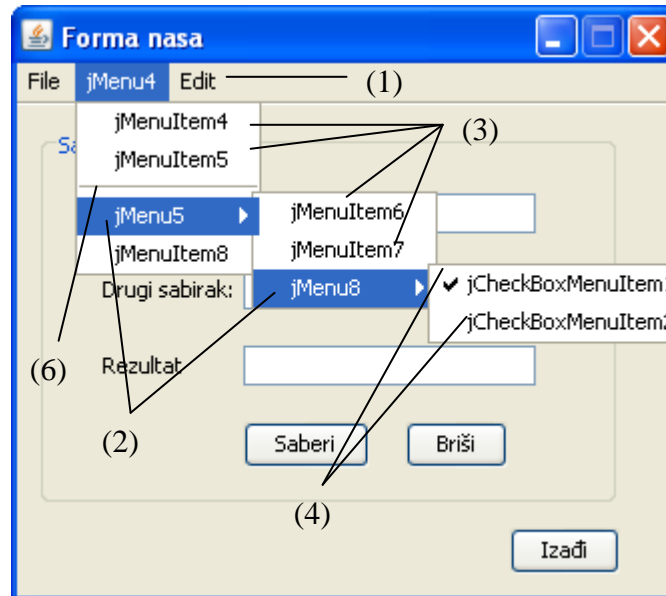 Forma nasa
File jMenu4 Edit (1)
jMenuItem4
(3)
Sa
jMenuItem5
jMenu5 jMenuItem6
jMenuItem8 jMenuItem7
Drugi sabirak: jMenu8 jCheckBoxMenuItem1
jCheckBoxMenuItem2
(6) Rezultat
(2) Saberi Briši
(4)
Izađi